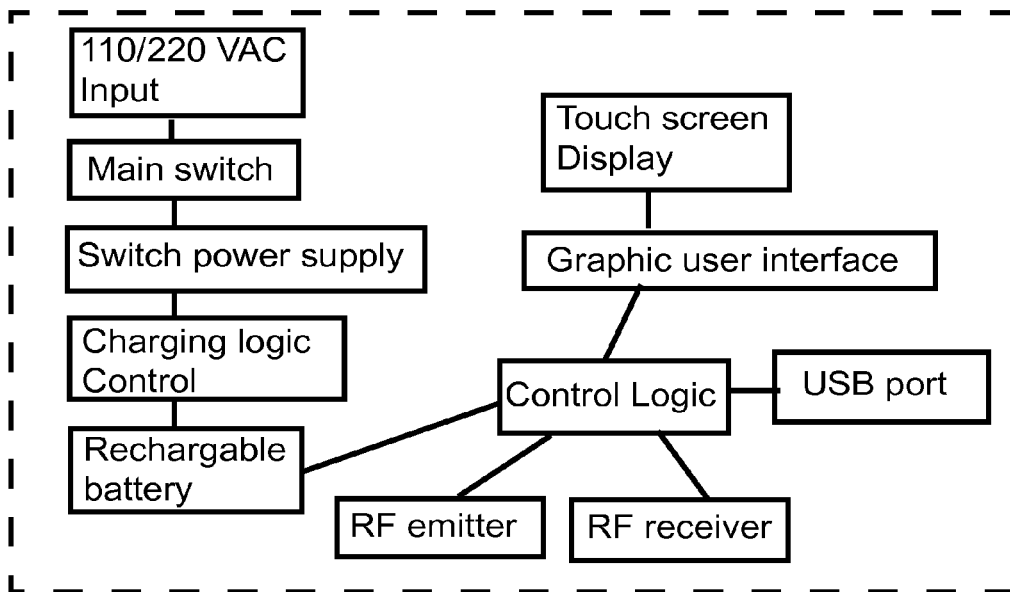 110/220 VAC
Input
Main switch
Switch power supply
Charging logic
Control
Rechargable
battery
Touch screen
Display
Graphic user interface
Control Logic
USB port
RF emitter
RF receiver